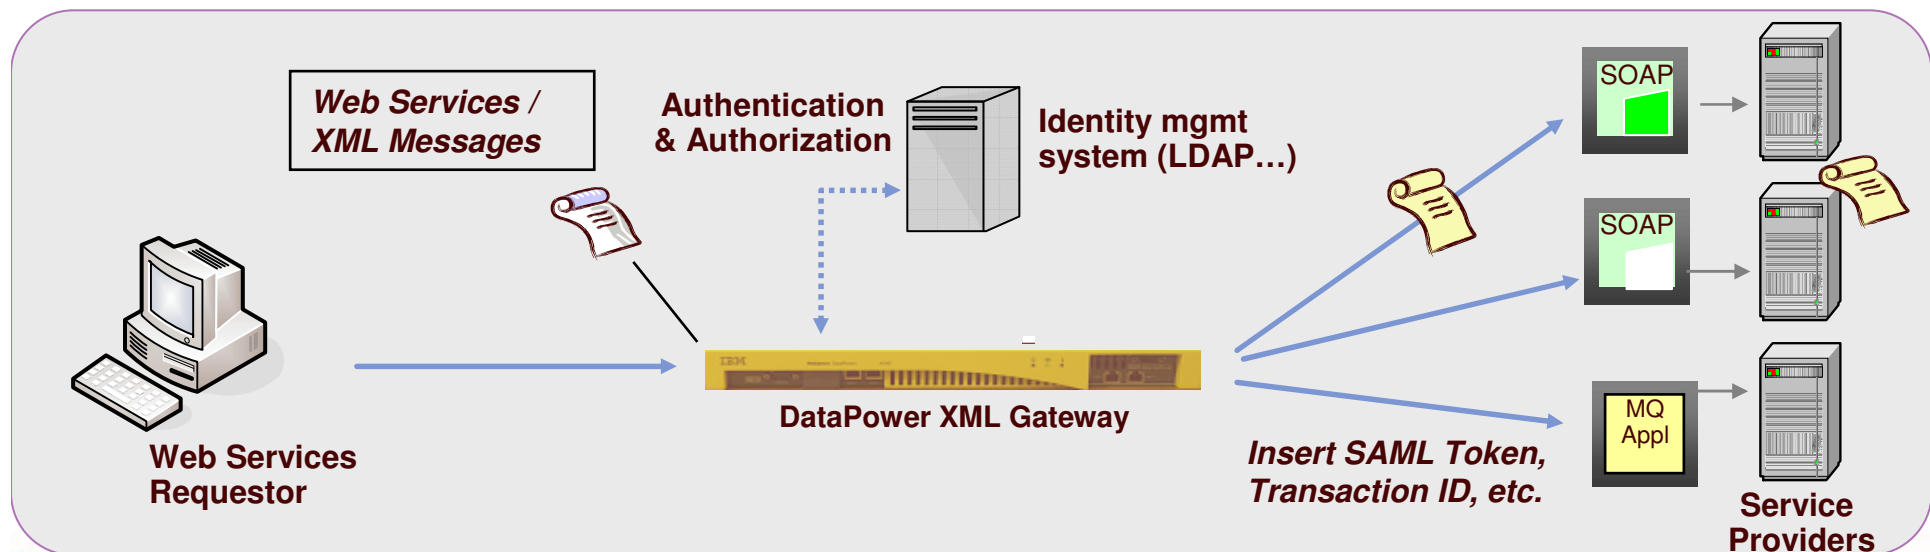 Web Services /
XML Messages
Authentication
& Authorization
Identity mgmt
system (LDAP...)
SOAP
SOAP
MQ
Appl
IBM
DataPower XML Gateway
Web Services
Requestor
Insert SAML Token,
Transaction ID, etc.
Service
Providers